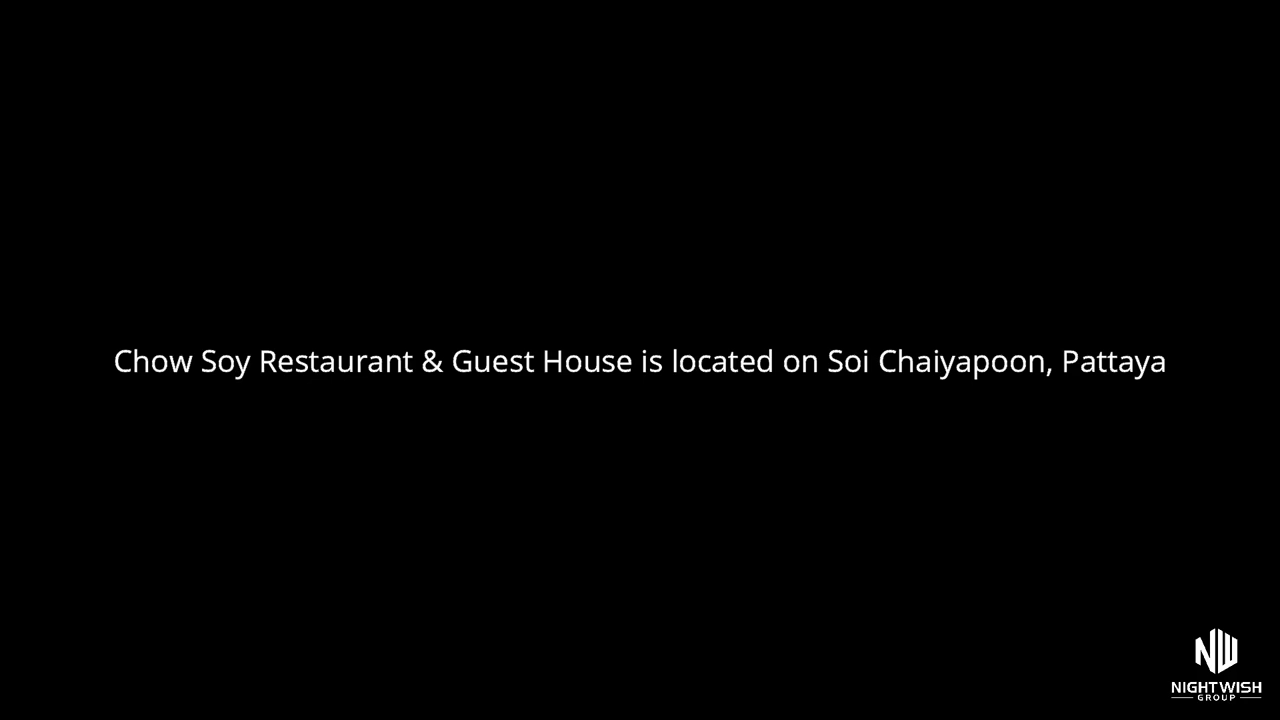 Chow Soy Restaurant & Guest House is located on Soi Chaiyapoon, Pattaya
NW
NIGHTWISH
GROUP